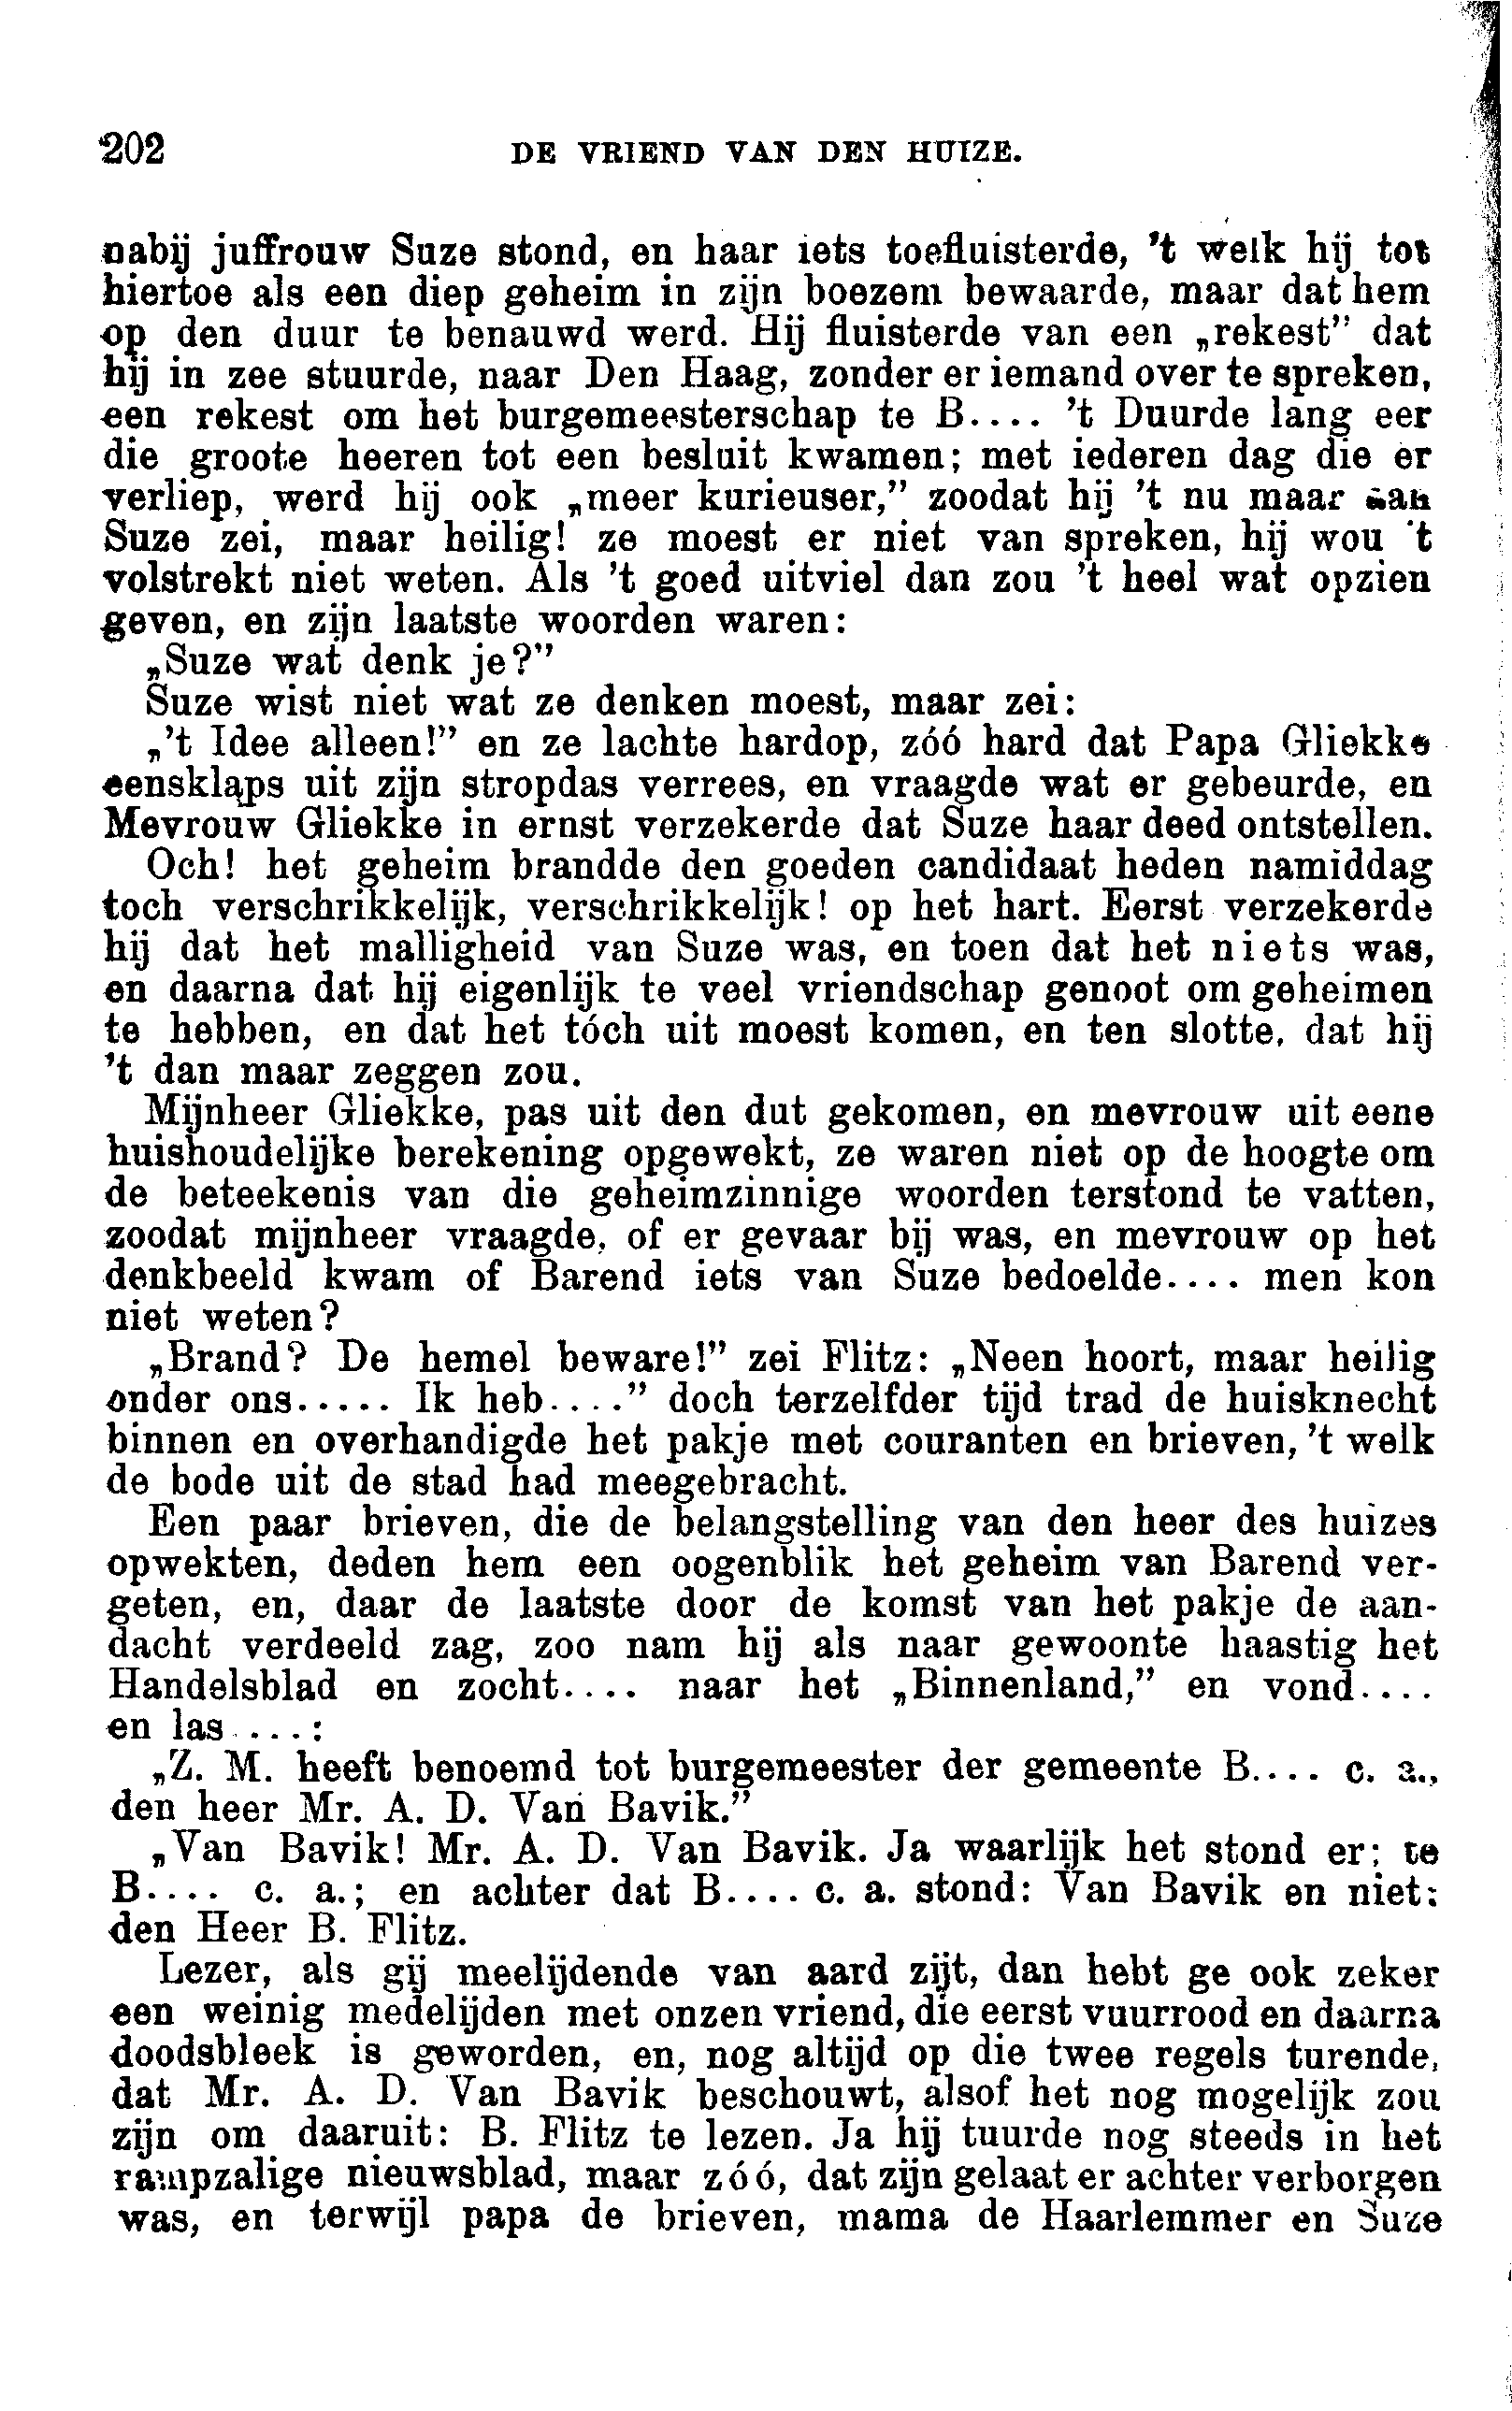 202 DE VRIEND VAN DEN HUIZE.
nabij juffrouw Suze stond, en haar iets toefluisterde, 't welk hij tot
hiertoe als een diep geheim in zijn boezem bewaarde, maar dat hem
op den duur te benauwd werd. Hij fluisterde van een „rekest” dat
hij in zee stuurde, naar Den Haag, zonder er iemand over te spreken,
een rekest om het burgemeesterschap te B.... 't Duurde lang eer
die groote heeren tot een besluit kwamen; met iederen dag die er
verliep, werd hij ook „meer kurieuser,” zoodat hij 't nu maar aan
Suze zei, maar heilig! ze moest er niet van spreken, hij wou 't
volstrekt niet weten. Als 't goed uitviel dan zou 't heel wat opzien
geven, en zijn laatste woorden waren:
„Suze wat denk je?”
Suze wist niet wat ze denken moest, maar zei:
„'t Idee alleen!” en ze lachte hardop, zóó hard dat Papa Gliekke
eensklaps uit zijn stropdas verrees, en vraagde wat er gebeurde, en
Mevrouw Gliekke in ernst verzekerde dat Suze haar deed ontstellen.
Och! het geheim brandde den goeden candidaat heden namiddag
toch verschrikkelijk, verschrikkelijk! op het hart. Eerst verzekerde
hij dat het malligheid van Suze was, en toen dat het niets was,
en daarna dat hij eigenlijk te veel vriendschap genoot om geheimen
te hebben, en dat het tóch uit moest komen, en ten slotte, dat hij
't dan maar zeggen zou.
Mijnheer Gliekke, pas uit den dut gekomen, en mevrouw uit eene
huishoudelijke berekening opgewekt, ze waren niet op de hoogte om
de beteekenis van die geheimzinnige woorden terstond te vatten,
zoodat mijnheer vraagde, of er gevaar bij was, en mevrouw op het
denkbeeld kwam of Barend iets van Suze bedoelde.... men kon
niet weten?
„Brand? De hemel beware!” zei Flitz: „Neen hoort, maar heilig
onder ons..... Ik heb....” doch terzelfder tijd trad de huisknecht
binnen en overhandigde het pakje met couranten en brieven, 't welk
de bode uit de stad had meegebracht.
Een paar brieven, die de belangstelling van den heer des huizes
opwekten, deden hem een oogenblik het geheim van Barend ver-
geten, en, daar de laatste door de komst van het pakje de aan-
dacht verdeeld zag, zoo nam hij als naar gewoonte haastig het
Handelsblad en zocht.... naar het „Binnenland,” en vond....
en las....:
„Z. M. heeft benoemd tot burgemeester der gemeente B.... c. a.,
den heer Mr. A. D. Van Bavik.”
„Van Bavik! Mr. A. D. Van Bavik. Ja waarlijk het stond er; te
B.... c. a.; en achter dat B.... c. a. stond: Van Bavik en niet:
den Heer B. Flitz.
Lezer, als gij meelijdende van aard zijt, dan hebt ge ook zeker
een weinig medelijden met onzen vriend, die eerst vuurrood en daarna
doodsbleek is geworden, en, nog altijd op die twee regels turende,
dat Mr. A. D. Van Bavik beschouwt, alsof het nog mogelijk zou
zijn om daaruit: B. Flitz te lezen. Ja hij tuurde nog steeds in het
rampzalige nieuwsblad, maar zóó, dat zijn gelaat er achter verborgen
was, en terwijl papa de brieven, mama de Haarlemmer en Suze